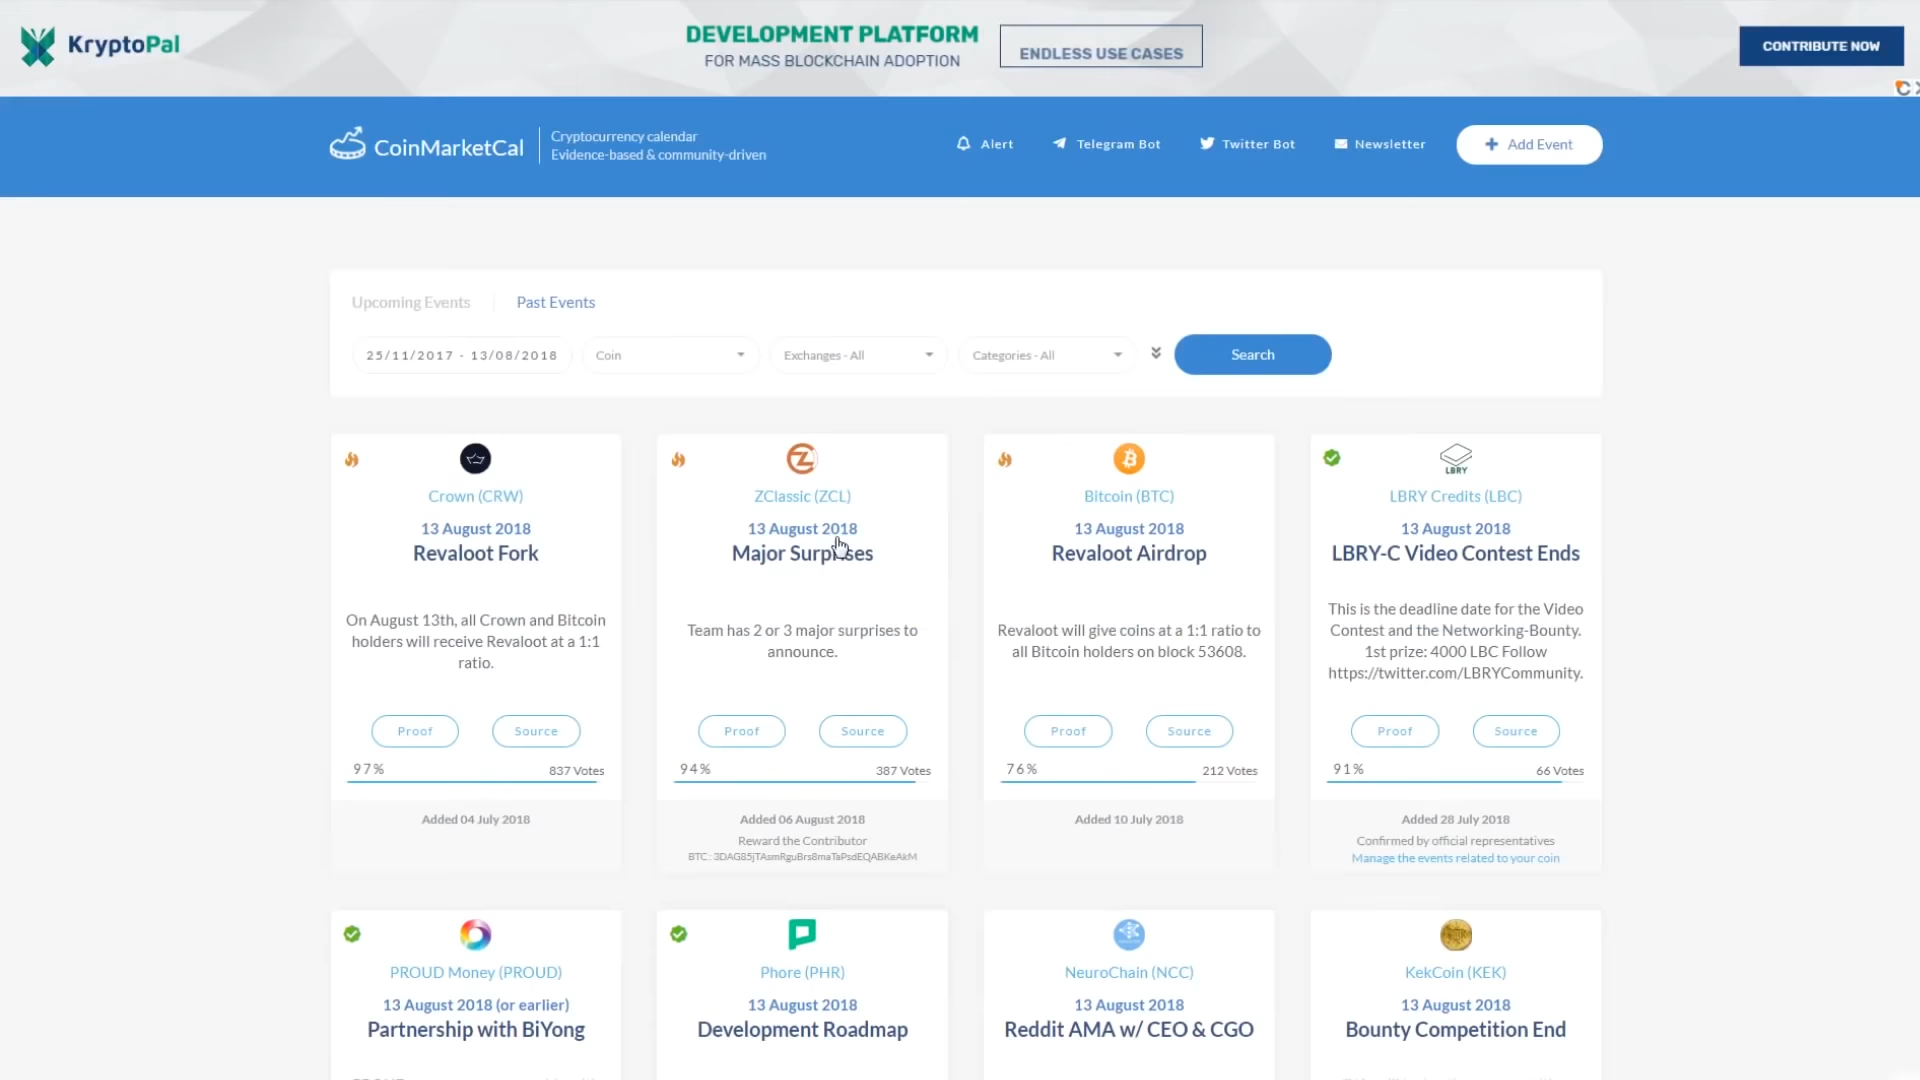 KryptoPal
DEVELOPMENT PLATFORM
FOR MASS BLOCKCHAIN ADOPTION
ENDLESS USE CASES
CONTRIBUTE NOW
CoinMarketCal
Cryptocurrency calendar
Evidence-based & community-driven
Alert
Telegram Bot
Twitter Bot
Newsletter
Add Event
Upcoming Events
Past Events
25/11/2017 - 13/08/2018
Coin
Exchanges - All
Categories - All
Search
Crown (CRW)
13 August 2018
Revaloot Fork
On August 13th, all Crown and Bitcoin
holders will receive Revaloot at a 1:1
ratio.
Proof
Source
97%
837 Votes
Added 04 July 2018
ZClassic (ZCL)
13 August 2018
Major Surprises
Team has 2 or 3 major surprises to
announce.
Proof
Source
94%
387 Votes
Added 06 August 2018
Reward the Contributor
BTC: 3DAG85jTAsmRguBrs8maTaPsdEQABKeAkM
Bitcoin (BTC)
13 August 2018
Revaloot Airdrop
Revaloot will give coins at a 1:1 ratio to
all Bitcoin holders on block 53608.
Proof
Source
76%
212 Votes
Added 10 July 2018
LBRY
LBRY Credits (LBC)
13 August 2018
LBRY-C Video Contest Ends
This is the deadline date for the Video
Contest and the Networking-Bounty.
1st prize: 4000 LBC Follow
https://twitter.com/LBRYCommunity.
Proof
Source
91%
66 Votes
Added 28 July 2018
Confirmed by official representatives
Manage the events related to your coin
PROUD Money (PROUD)
13 August 2018 (or earlier)
Partnership with BiYong
Phore (PHR)
13 August 2018
Development Roadmap
NeuroChain (NCC)
13 August 2018
Reddit AMA w/ CEO & CGO
KekCoin (KEK)
13 August 2018
Bounty Competition End